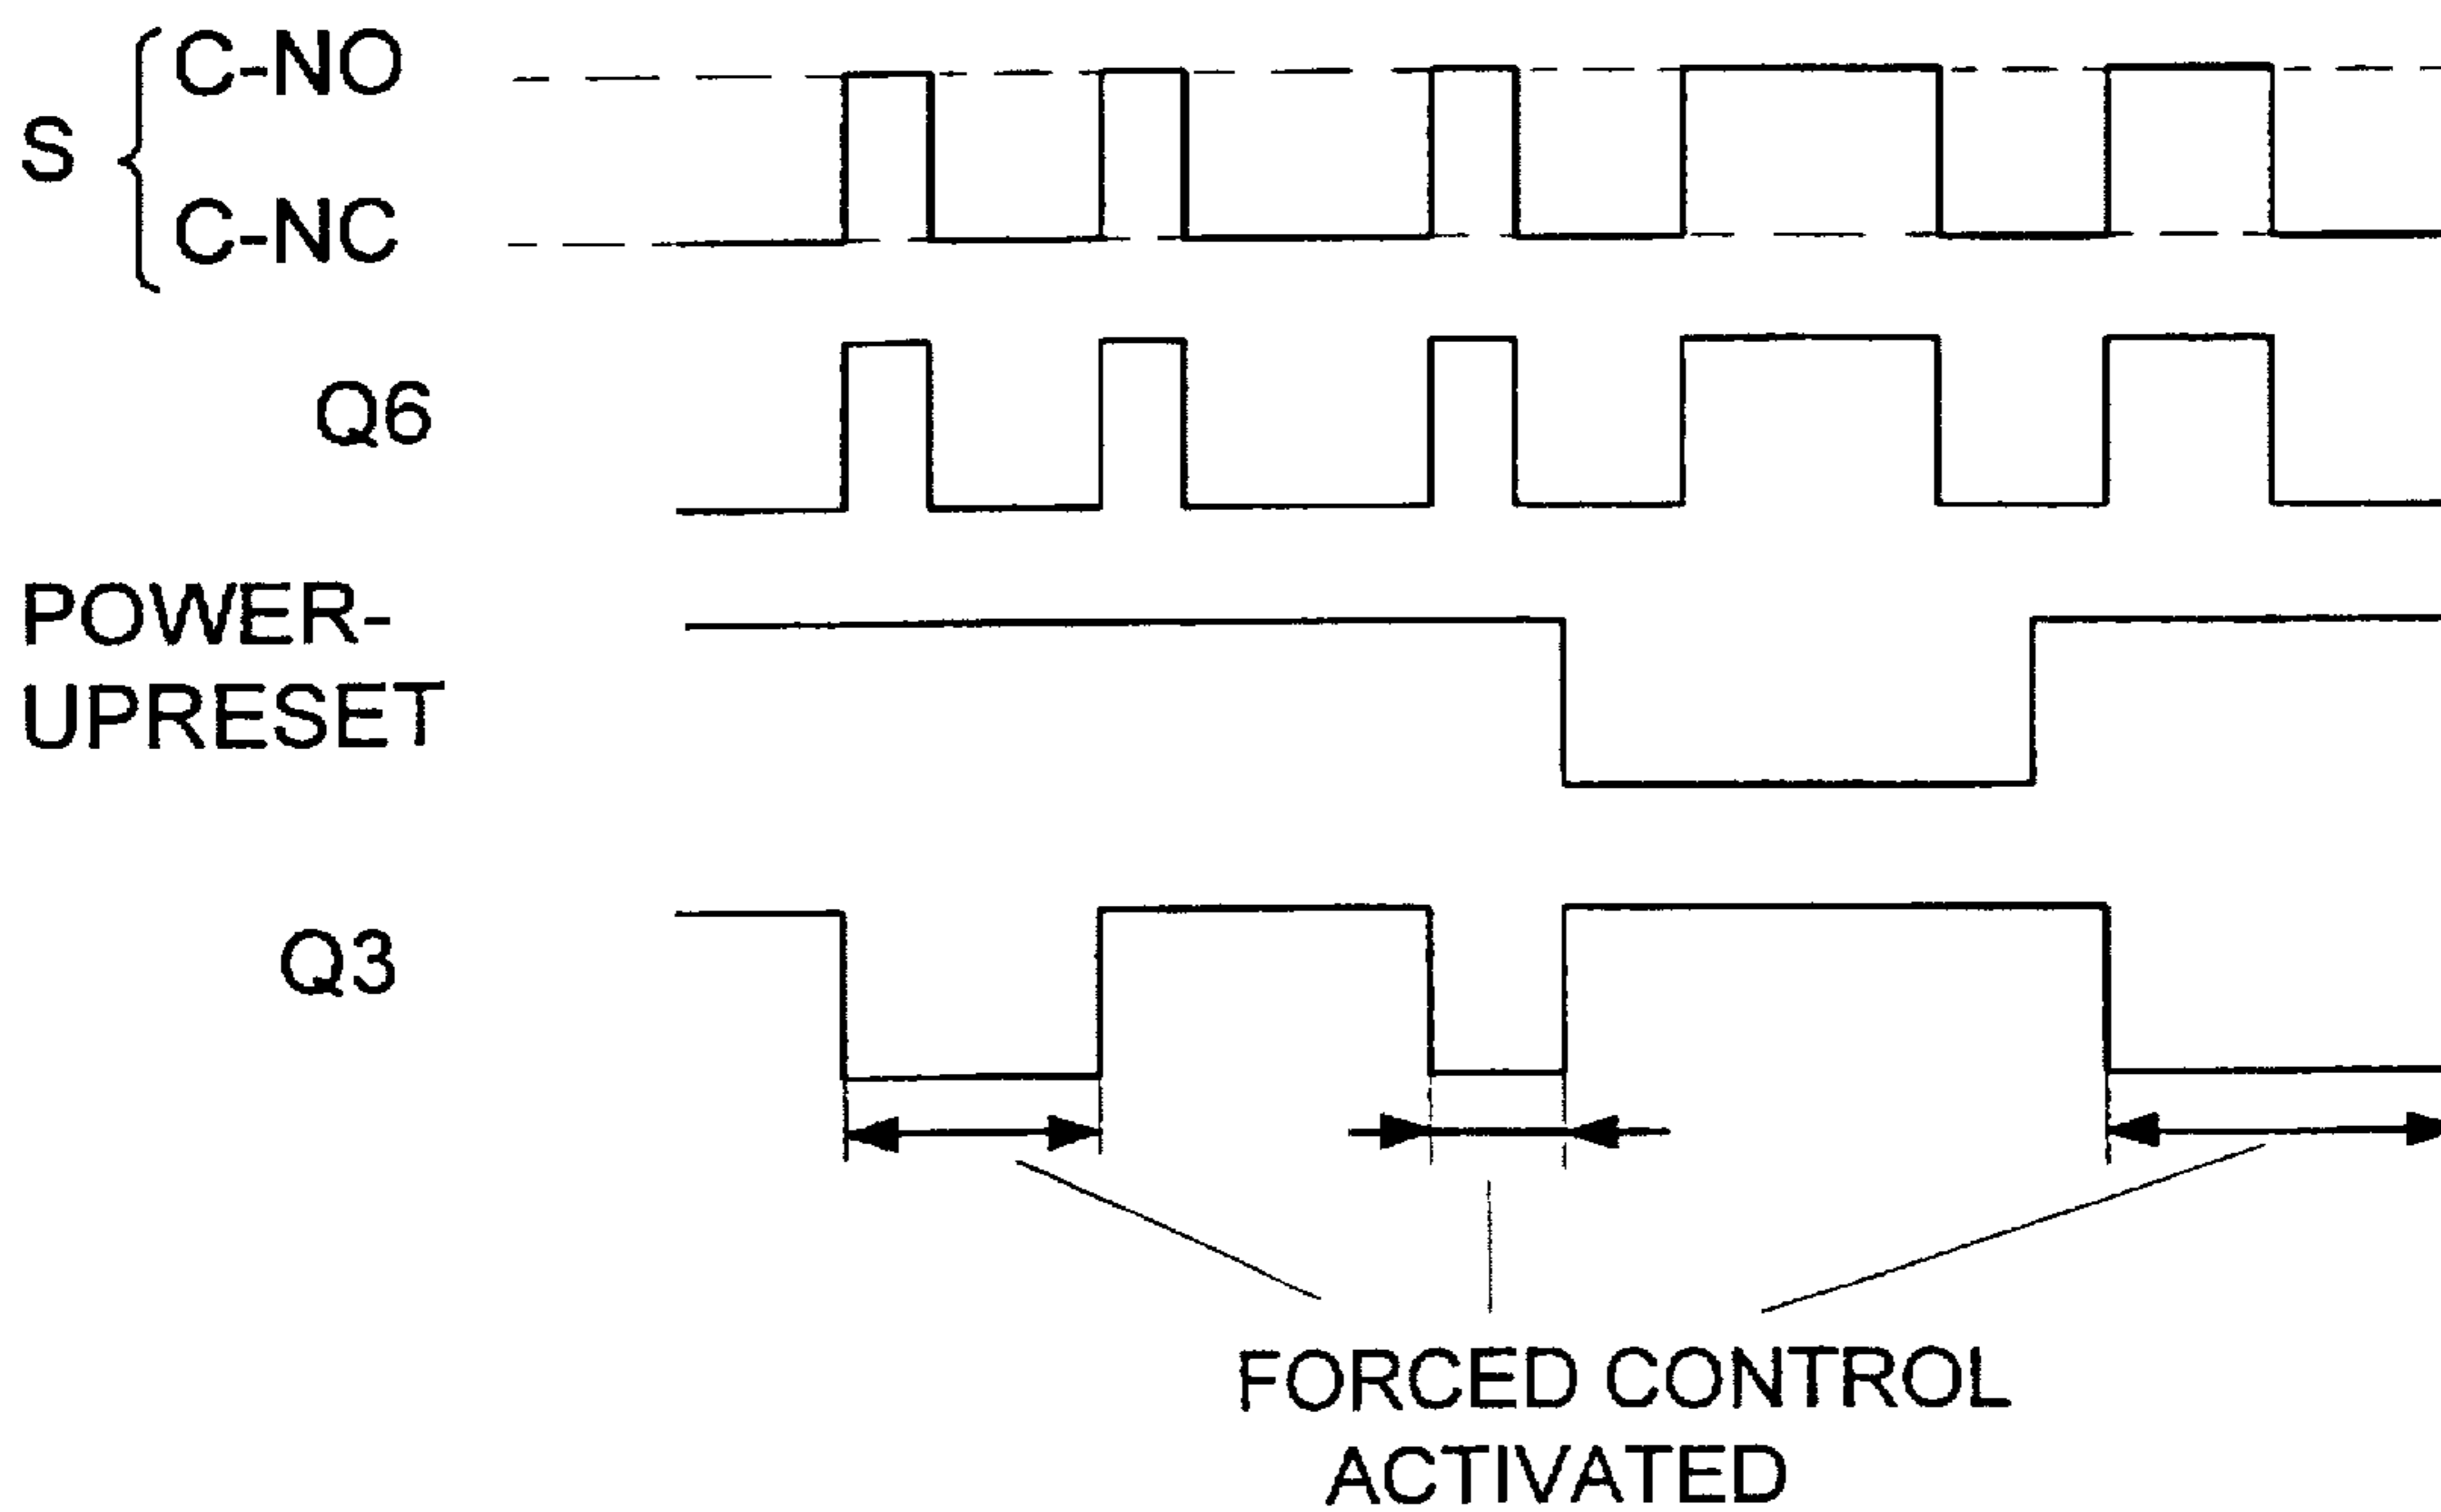 C-NO
S
C-NC
Q6
POWER-
UPRESET
Q3
FORCED CONTROL
ACTIVATED